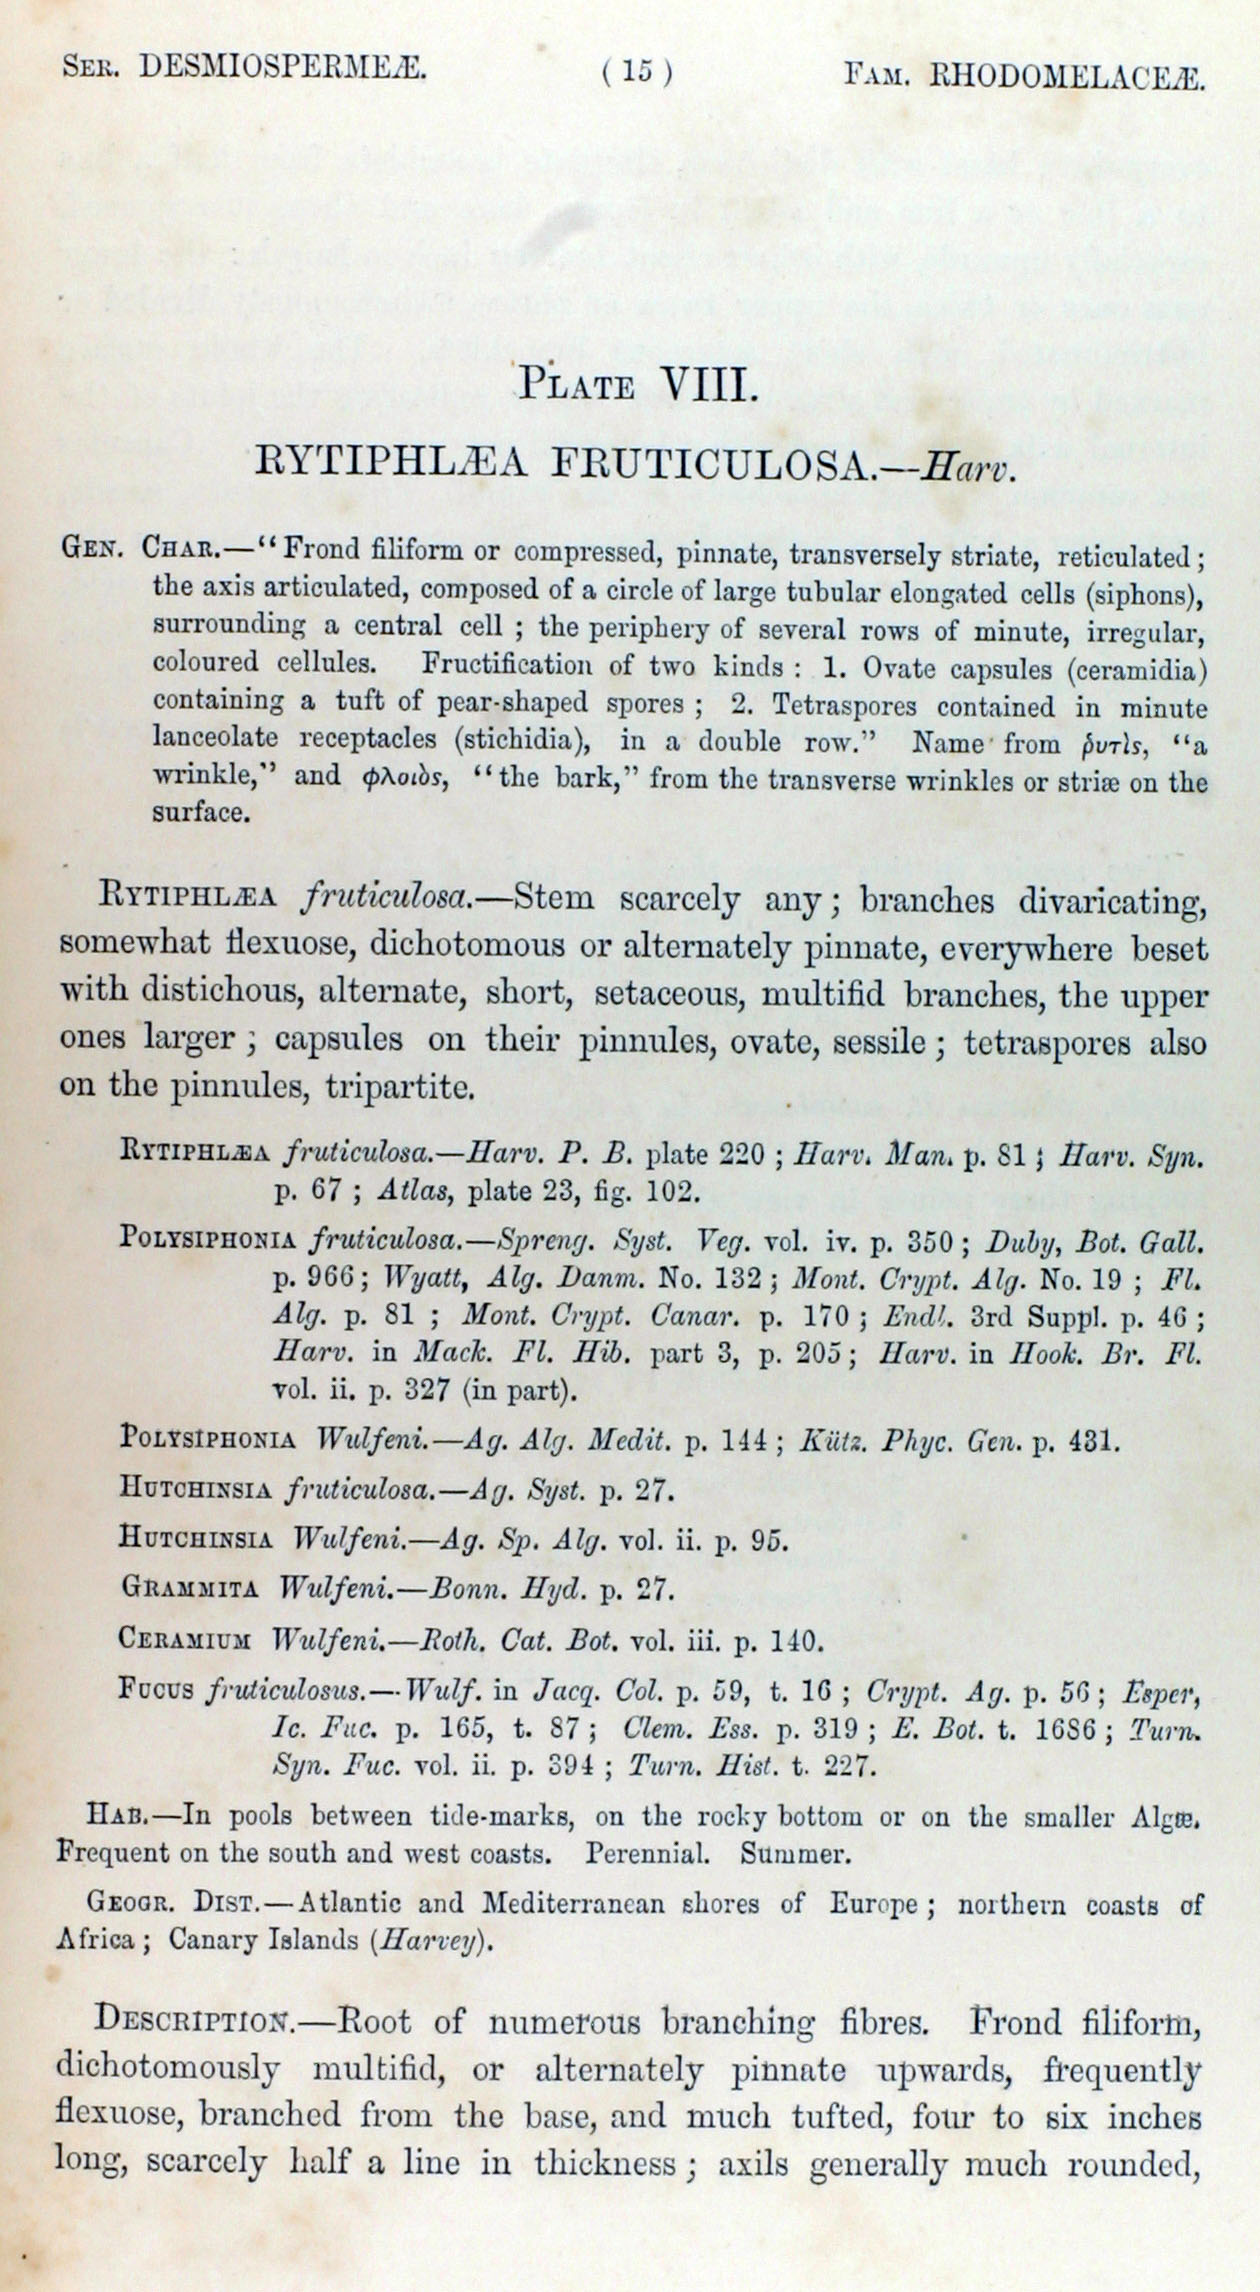 Ser. DESMIOSPERMEÆ. (15) Fam. RHODOMELACEÆ.
Plate VIII.
RYTIPHLÆA FRUTICULOSA.—Harv.
Gen. Char.—“Frond filiform or compressed, pinnate, transversely striate, reticulated;
the axis articulated, composed of a circle of large tubular elongated cells (siphons),
surrounding a central cell; the periphery of several rows of minute, irregular,
coloured cellules. Fructification of two kinds: 1. Ovate capsules (ceramidia)
containing a tuft of pear-shaped spores; 2. Tetraspores contained in minute
lanceolate receptacles (stichidia), in a double row.” Name from ῥυτὶς, “a
wrinkle,” and φλοιὸς, “the bark,” from the transverse wrinkles or striæ on the
surface.
Rytiphlæa fruticulosa.—Stem scarcely any; branches divaricating,
somewhat flexuose, dichotomous or alternately pinnate, everywhere beset
with distichous, alternate, short, setaceous, multifid branches, the upper
ones larger; capsules on their pinnules, ovate, sessile; tetraspores also
on the pinnules, tripartite.
Rytiphlæa fruticulosa.—Harv. P. B. plate 220; Harv. Man. p. 81; Harv. Syn.
p. 67; Atlas, plate 23, fig. 102.
Polysiphonia fruticulosa.—Spreng. Syst. Veg. vol. iv. p. 350; Duby, Bot. Gall.
p. 966; Wyatt, Alg. Danm. No. 132; Mont. Crypt. Alg. No. 19; Fl.
Alg. p. 81; Mont. Crypt. Canar. p. 170; Endl. 3rd Suppl. p. 46;
Harv. in Mack. Fl. Hib. part 3, p. 205; Harv. in Hook. Br. Fl.
vol. ii. p. 327 (in part).
Polysiphonia Wulfeni.—Ag. Alg. Medit. p. 144; Kütz. Phyc. Gen. p. 431.
Hutchinsia fruticulosa.—Ag. Syst. p. 27.
Hutchinsia Wulfeni.—Ag. Sp. Alg. vol. ii. p. 95.
Grammita Wulfeni.—Bonn. Hyd. p. 27.
Ceramium Wulfeni.—Roth. Cat. Bot. vol. iii. p. 140.
Fucus fruticulosus.—Wulf. in Jacq. Col. p. 59, t. 16; Crypt. Ag. p. 56; Esper,
Ic. Fuc. p. 165, t. 87; Clem. Ess. p. 319; E. Bot. t. 1686; Turn.
Syn. Fuc. vol. ii. p. 394; Turn. Hist. t. 227.
Hab.—In pools between tide-marks, on the rocky bottom or on the smaller Algæ.
Frequent on the south and west coasts. Perennial. Summer.
Geogr. Dist.—Atlantic and Mediterranean shores of Europe; northern coasts of
Africa; Canary Islands (Harvey).
Description.—Root of numerous branching fibres. Frond filiform,
dichotomously multifid, or alternately pinnate upwards, frequently
flexuose, branched from the base, and much tufted, four to six inches
long, scarcely half a line in thickness; axils generally much rounded,